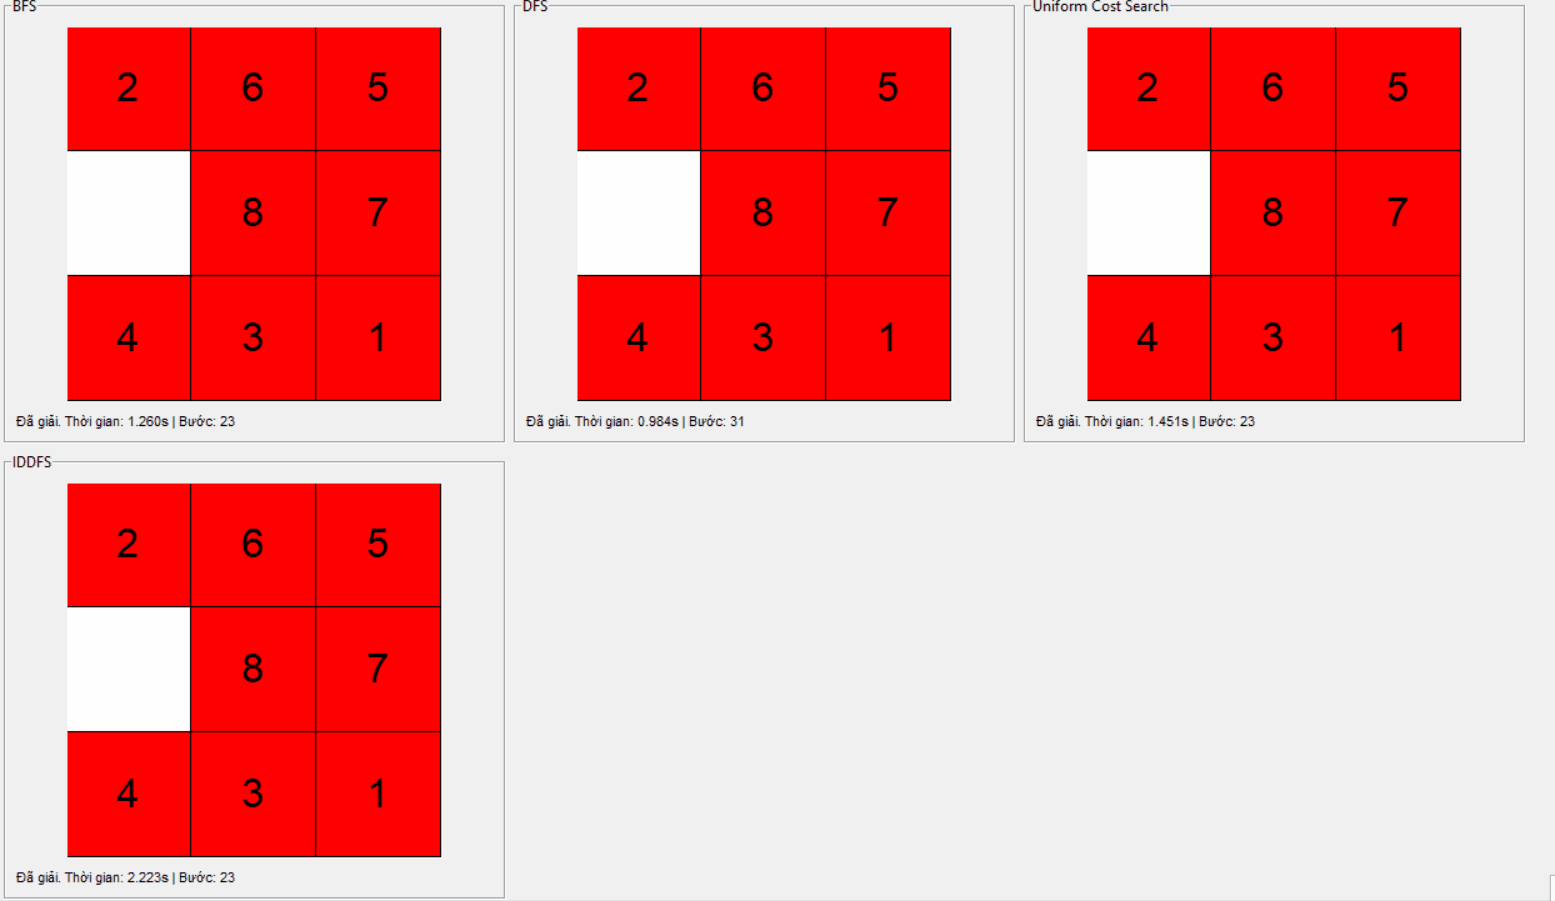 BFS
2 6 5
8 7
4 3 1
Đã giải. Thời gian: 1.260s | Bước: 23
DFS
2 6 5
8 7
4 3 1
Đã giải. Thời gian: 0.984s | Bước: 31
Uniform Cost Search
2 6 5
8 7
4 3 1
Đã giải. Thời gian: 1.451s | Bước: 23
IDDFS
2 6 5
8 7
4 3 1
Đã giải. Thời gian: 2.223s | Bước: 23